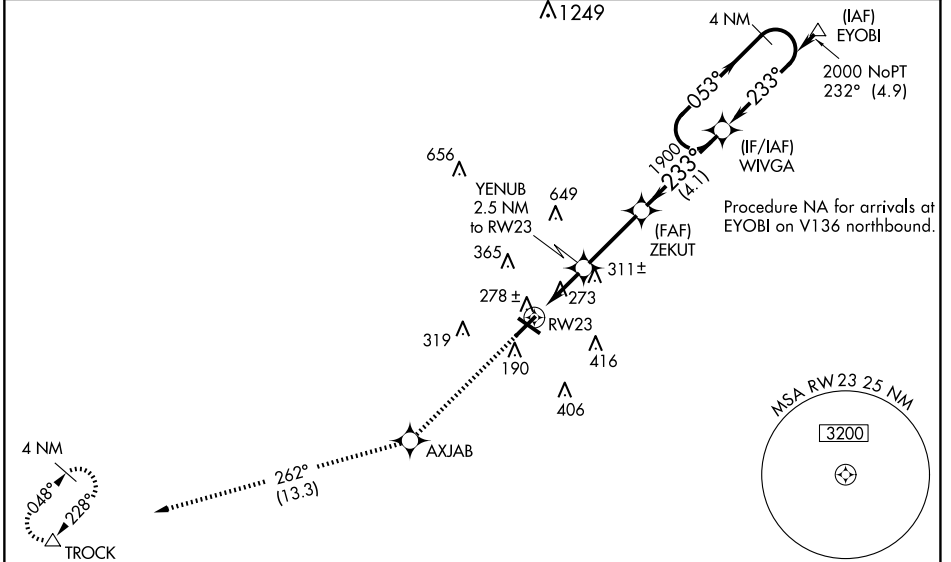 1249
4 NM
(IAF)
EYOBI
2000 NoPT
232° (4.9)
053°
233°
(IF/IAF)
WIVGA
1900
233°
(4.1)
656
YENUB
2.5 NM
to RW23
649
Procedure NA for arrivals at
EYOBI on V136 northbound.
(FAF)
ZEKUT
365
311±
278 ±
273
RW23
319
190
416
406
MSA RW 23 25 NM
3200
AXJAB
4 NM
262°
(13.3)
048°
228°
TROCK